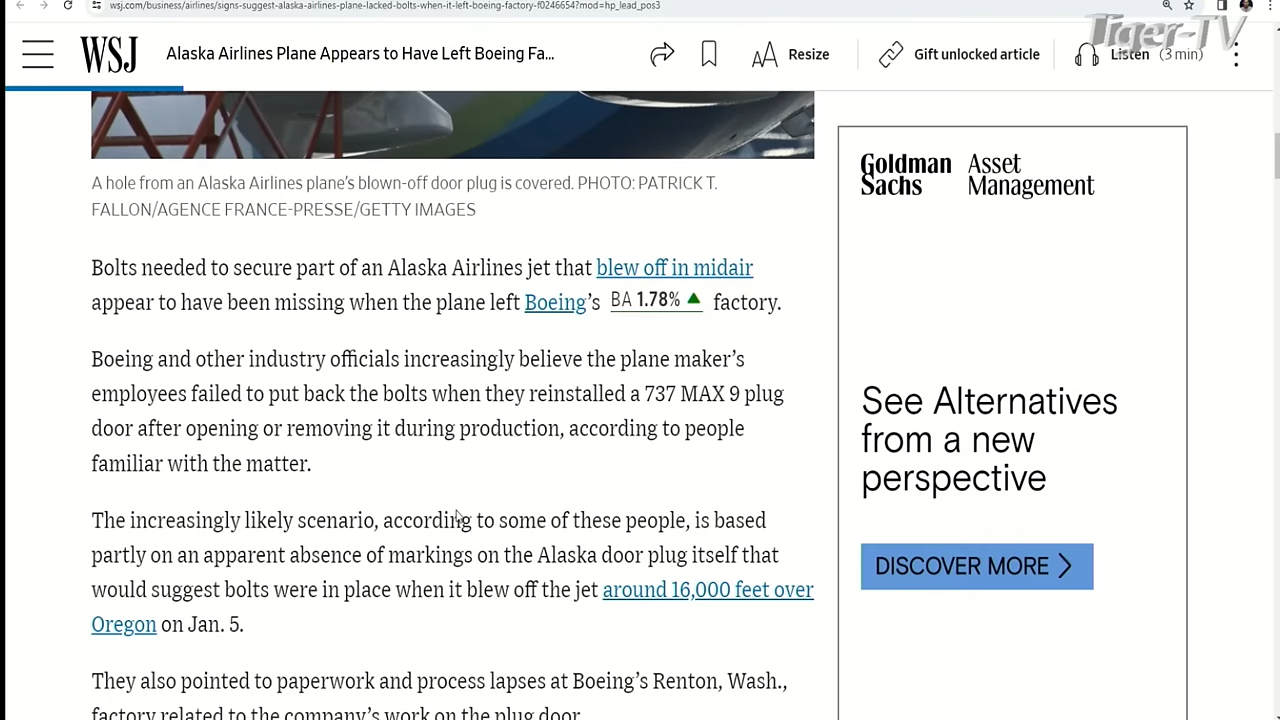 wsj.com/business/airlines/signs-suggest-alaska-airlines-plane-lacked-bolts-when-it-left-boeing-factory-f0246654?mod=hp_lead_pos3
Tiger-TV
WSJ
Alaska Airlines Plane Appears to Have Left Boeing Fa...
AA Resize
Gift unlocked article
Listen (3 min)
A hole from an Alaska Airlines plane's blown-off door plug is covered. PHOTO: PATRICK T.
FALLON/AGENCE FRANCE-PRESSE/GETTY IMAGES
Bolts needed to secure part of an Alaska Airlines jet that blew off in midair
appear to have been missing when the plane left Boeing's BA 1.78% ▲ factory.
Boeing and other industry officials increasingly believe the plane maker's
employees failed to put back the bolts when they reinstalled a 737 MAX 9 plug
door after opening or removing it during production, according to people
familiar with the matter.
The increasingly likely scenario, according to some of these people, is based
partly on an apparent absence of markings on the Alaska door plug itself that
would suggest bolts were in place when it blew off the jet around 16,000 feet over
Oregon on Jan. 5.
They also pointed to paperwork and process lapses at Boeing's Renton, Wash.,
factory related to the company's work on the plug door.
Goldman
Sachs
Asset
Management
See Alternatives
from a new
perspective
DISCOVER MORE